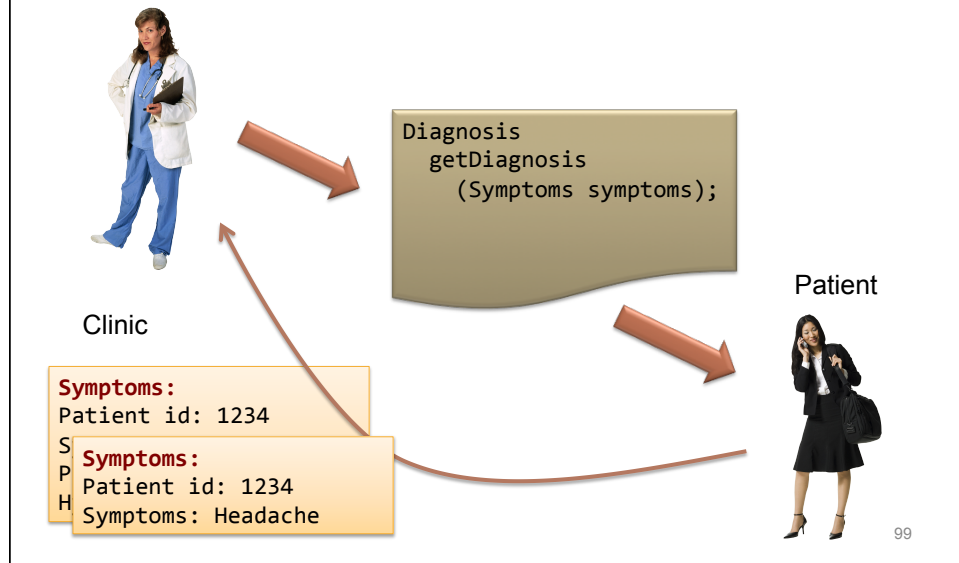 Diagnosis
getDiagnosis
(Symptoms symptoms);
Patient
Clinic
Symptoms:
Patient id: 1234
S
P
H
Symptoms:
Patient id: 1234
Symptoms: Headache
99